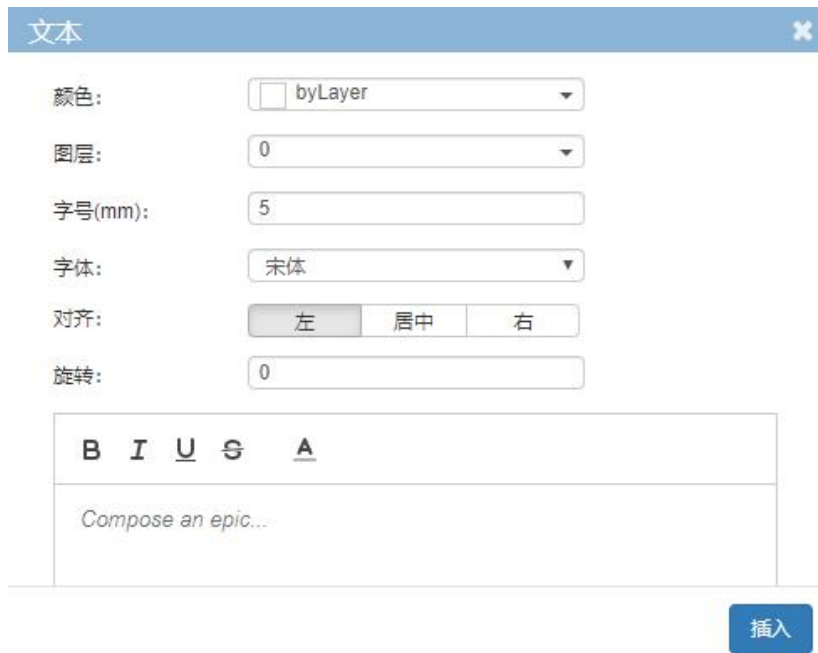 文本
颜色: byLayer
图层: 0
字号(mm): 5
字体: 宋体
对齐: 左 居中 右
旋转: 0
B I U S A
Compose an epic...
插入